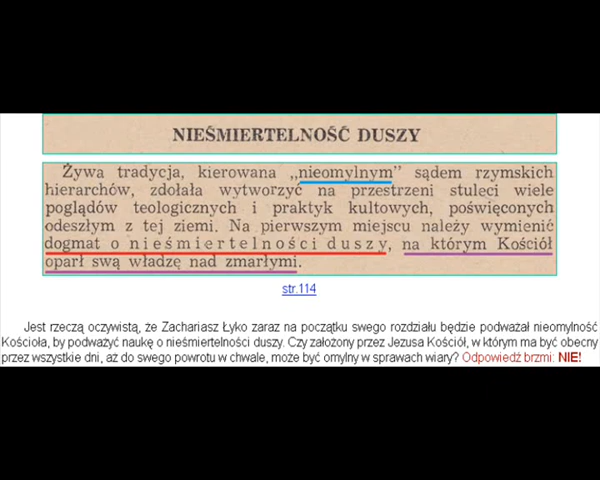 NIEŚMIERTELNOŚĆ DUSZY
Żywa tradycja, kierowana „nieomylnym” sądem rzymskich
hierarchów, zdołała wytworzyć na przestrzeni stuleci wiele
poglądów teologicznych i praktyk kultowych, poświęconych
odeszłym z tej ziemi. Na pierwszym miejscu należy wymienić
dogmat o nieśmiertelności duszy, na którym Kościół
oparł swą władzę nad zmarłymi.
str.114
Jest rzeczą oczywistą, że Zachariasz Łyko zaraz na początku swego rozdziału będzie podważał nieomylność
Kościoła, by podważyć naukę o nieśmiertelności duszy. Czy założony przez Jezusa Kościół, w którym ma być obecny
przez wszystkie dni, aż do swego powrotu w chwale, może być omylny w sprawach wiary? Odpowiedź brzmi: NIE!